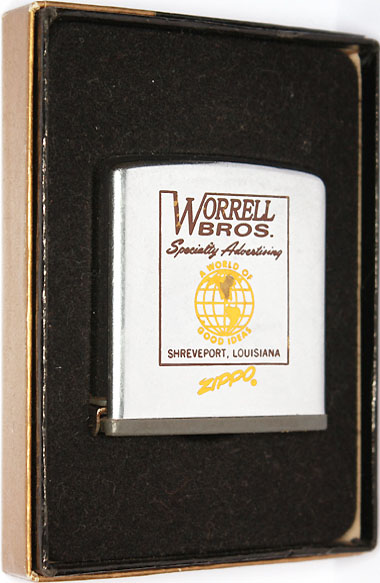 WORRELL
BROS.
Specialty Advertising
A WORLD OF
GOOD IDEAS
SHREVEPORT, LOUISIANA
ZIPPO®